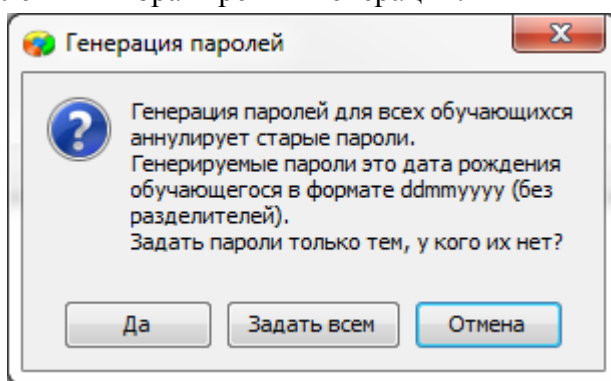 Генерация паролей
Генерация паролей для всех обучающихся
аннулирует старые пароли.
Генерируемые пароли это дата рождения
обучающегося в формате ddmmyyyy (без
разделителей).
Задать пароли только тем, у кого их нет?
Да
Задать всем
Отмена